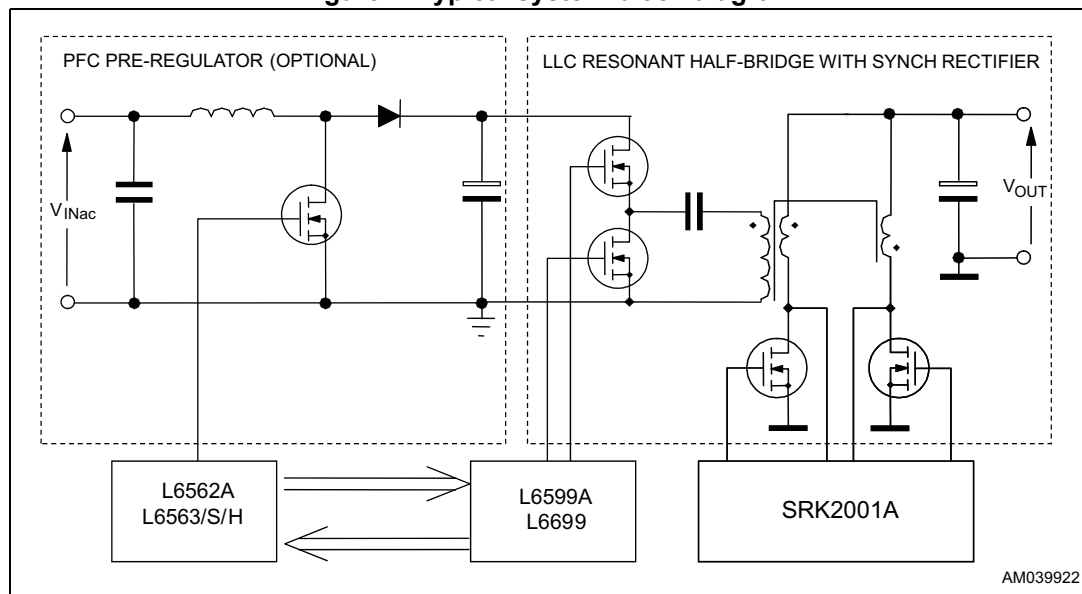 PFC PRE-REGULATOR (OPTIONAL)
LLC RESONANT HALF-BRIDGE WITH SYNCH RECTIFIER
VINac
VOUT
L6562A
L6563/S/H
L6599A
L6699
SRK2001A
AM039922